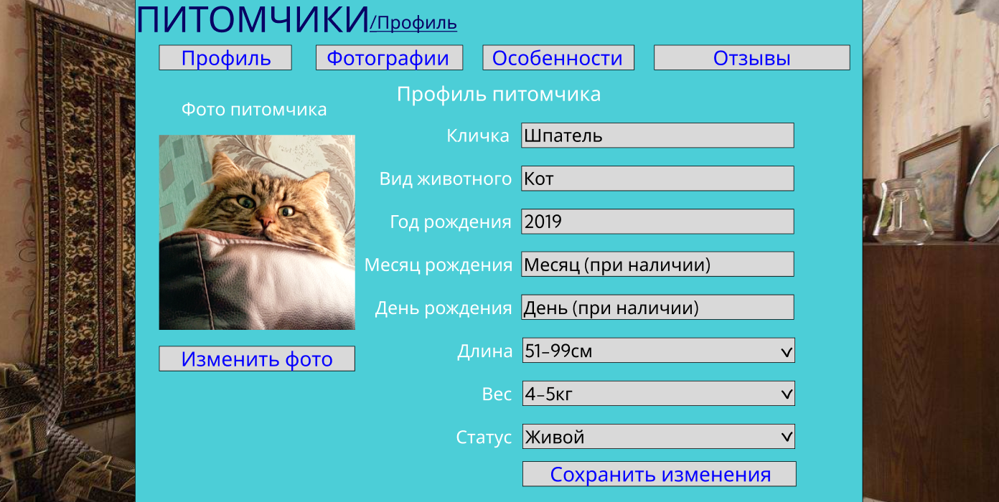 ПИТОМЧИКИ/Профиль
Профиль Фотографии Особенности Отзывы
Профиль питомчика
Фото питомчика
Кличка Шпатель
Вид животного Кот
Год рождения 2019
Месяц рождения Месяц (при наличии)
День рождения День (при наличии)
Длина 51–99см
Вес 4–5кг
Статус Живой
Изменить фото
Сохранить изменения